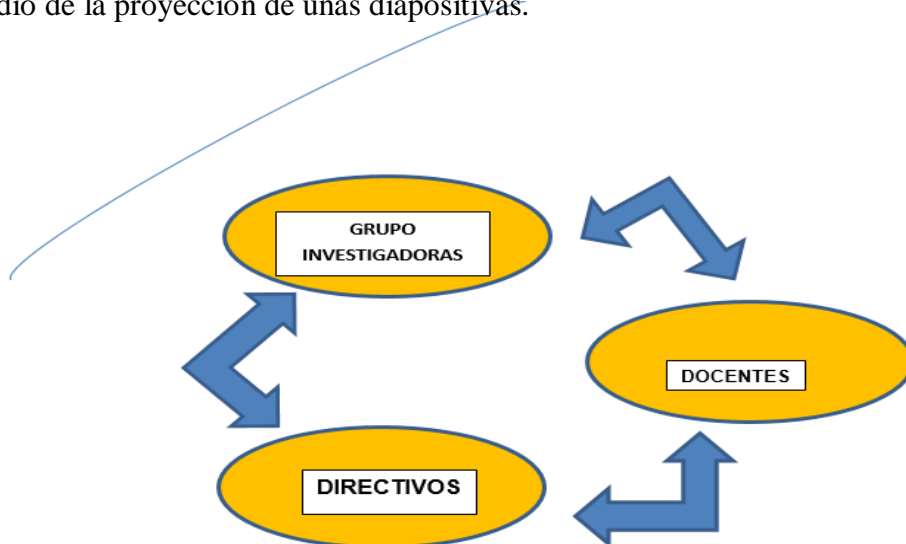 dio de la proyección de unas diapositivas.
GRUPO
INVESTIGADORAS
DOCENTES
DIRECTIVOS